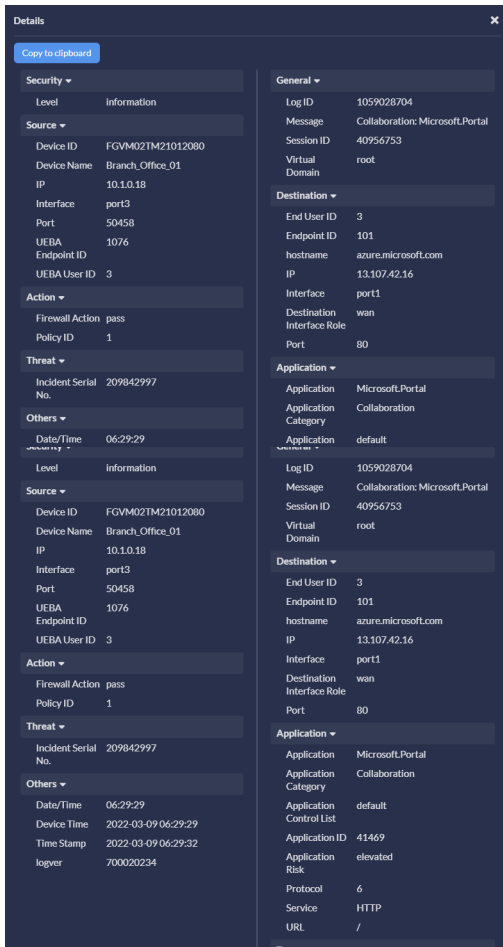 Details
Copy to clipboard
Security
Level information
Source
Device ID FGVM02TM21012080
Device Name Branch_Office_01
IP 10.1.0.18
Interface port3
Port 50458
UEBA
Endpoint ID 1076
UEBA User ID 3
Action
Firewall Action pass
Policy ID 1
Threat
Incident Serial
No. 209842997
Others
Date/Time 06:29:29
General
Log ID 1059028704
Message Collaboration: Microsoft.Portal
Session ID 40956753
Virtual
Domain root
Destination
End User ID 3
Endpoint ID 101
hostname azure.microsoft.com
IP 13.107.42.16
Interface port1
Destination
Interface Role wan
Port 80
Application
Application Microsoft.Portal
Application
Category Collaboration
Application default
Security
Level information
Source
Device ID FGVM02TM21012080
Device Name Branch_Office_01
IP 10.1.0.18
Interface port3
Port 50458
UEBA
Endpoint ID 1076
UEBA User ID 3
Action
Firewall Action pass
Policy ID 1
Threat
Incident Serial
No. 209842997
Others
Date/Time 06:29:29
Device Time 2022-03-09 06:29:29
Time Stamp 2022-03-09 06:29:32
logver 700020234
General
Log ID 1059028704
Message Collaboration: Microsoft.Portal
Session ID 40956753
Virtual
Domain root
Destination
End User ID 3
Endpoint ID 101
hostname azure.microsoft.com
IP 13.107.42.16
Interface port1
Destination
Interface Role wan
Port 80
Application
Application Microsoft.Portal
Application
Category Collaboration
Application
Control List default
Application ID 41469
Application
Risk elevated
Protocol 6
Service HTTP
URL /